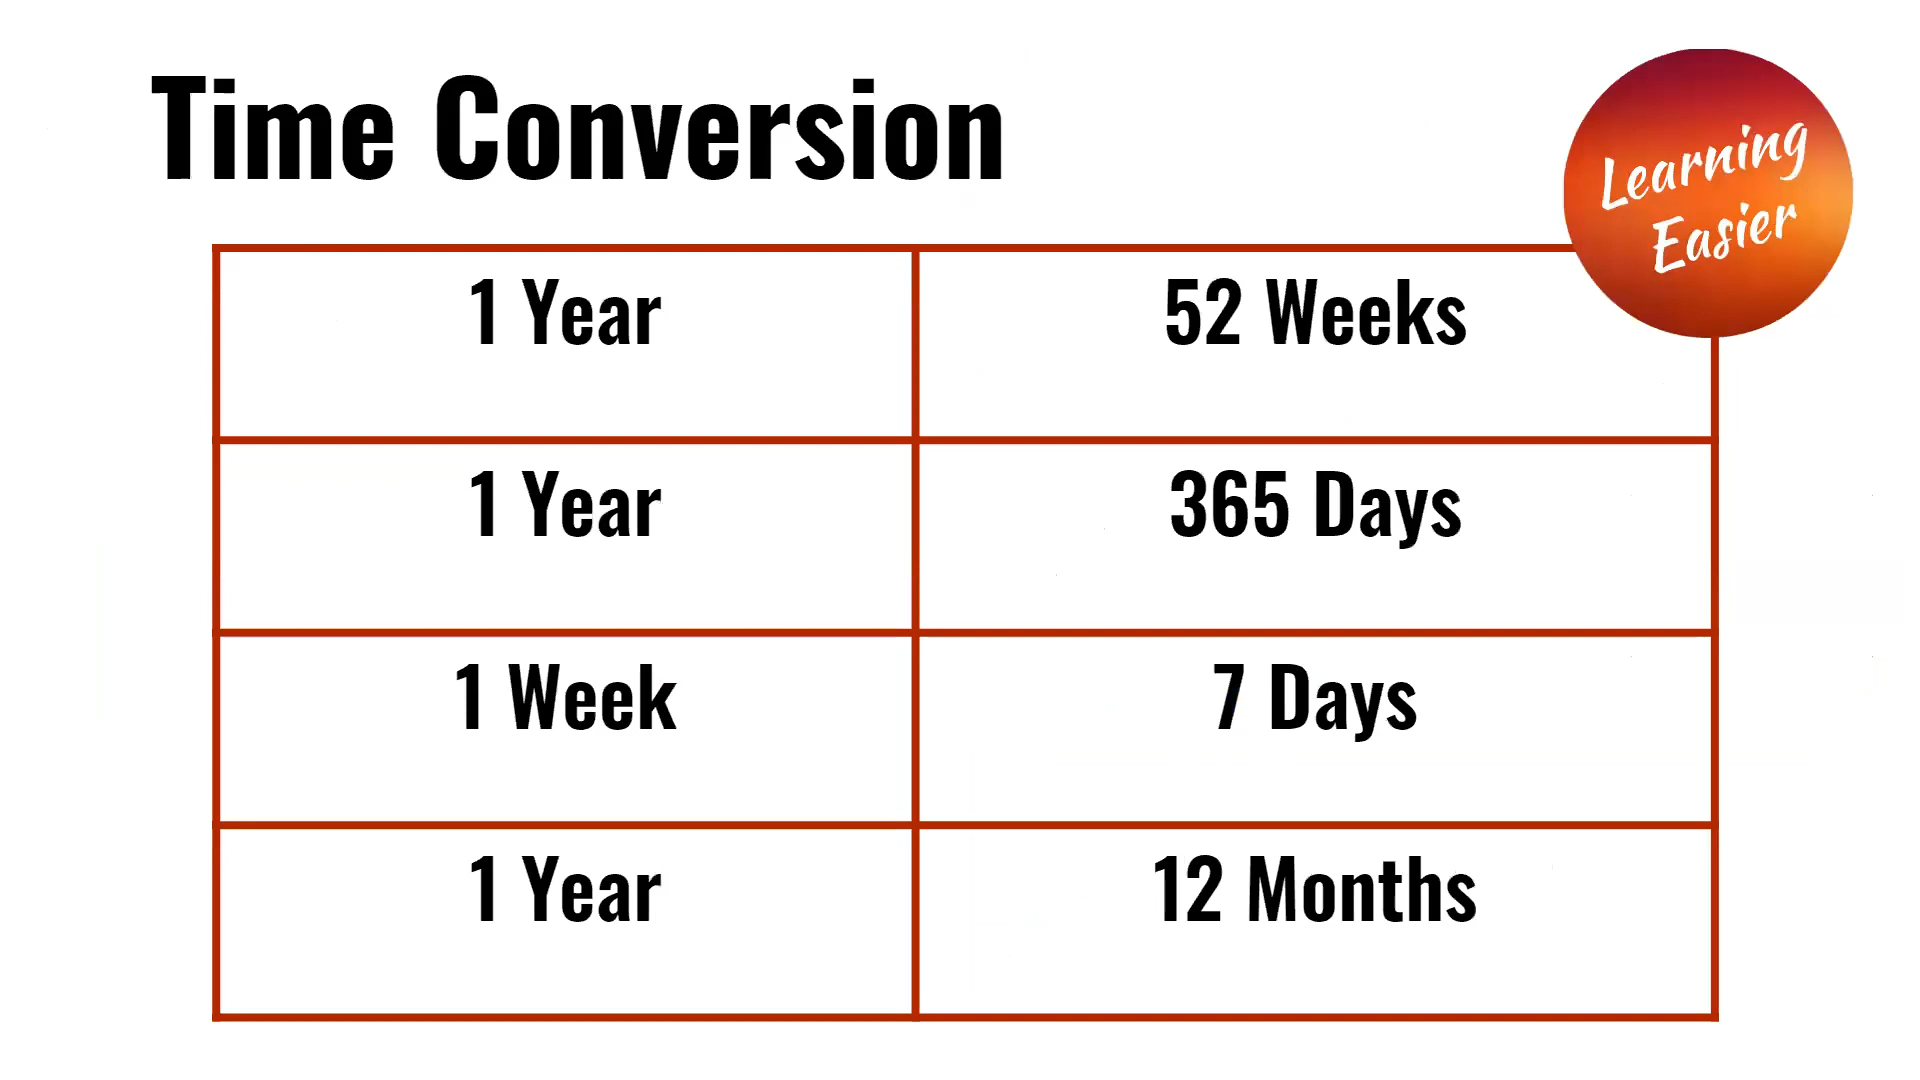 Time Conversion
Learning
Easier
1 Year 52 Weeks
1 Year 365 Days
1 Week 7 Days
1 Year 12 Months